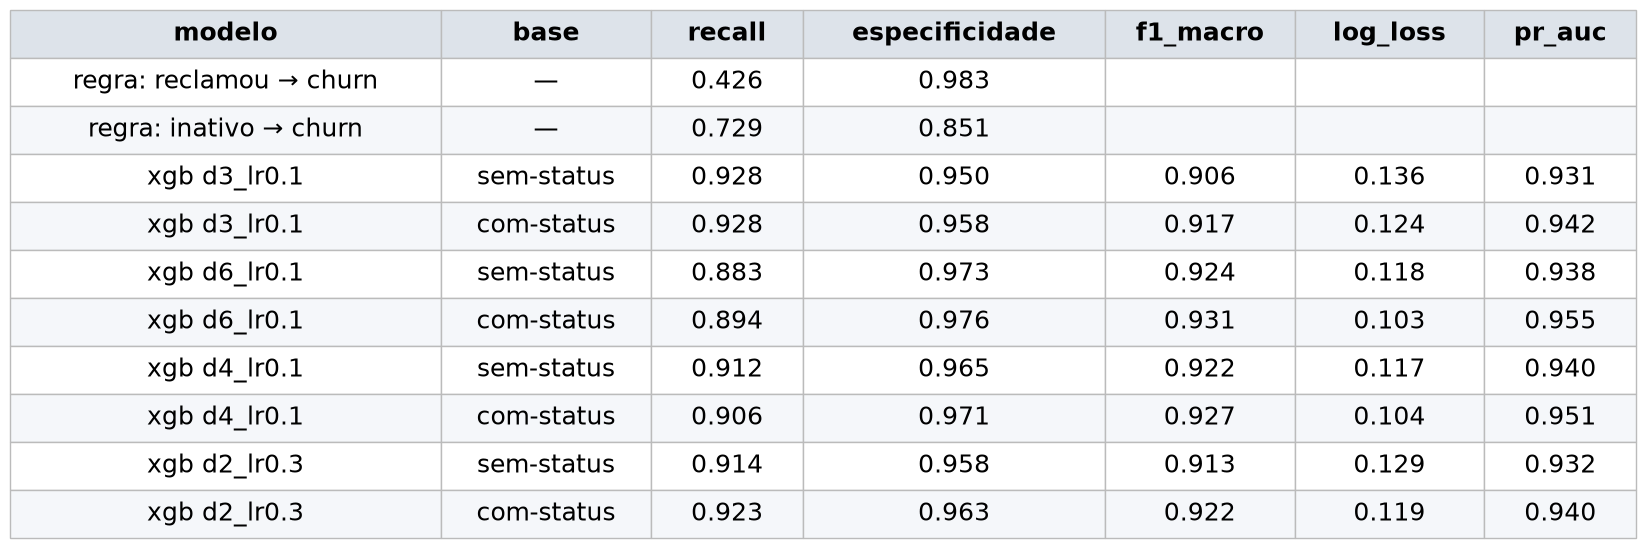 modelo base recall especificidade f1_macro log_loss pr_auc
regra: reclamou → churn — 0.426 0.983
regra: inativo → churn — 0.729 0.851
xgb d3_lr0.1 sem-status 0.928 0.950 0.906 0.136 0.931
xgb d3_lr0.1 com-status 0.928 0.958 0.917 0.124 0.942
xgb d6_lr0.1 sem-status 0.883 0.973 0.924 0.118 0.938
xgb d6_lr0.1 com-status 0.894 0.976 0.931 0.103 0.955
xgb d4_lr0.1 sem-status 0.912 0.965 0.922 0.117 0.940
xgb d4_lr0.1 com-status 0.906 0.971 0.927 0.104 0.951
xgb d2_lr0.3 sem-status 0.914 0.958 0.913 0.129 0.932
xgb d2_lr0.3 com-status 0.923 0.963 0.922 0.119 0.940